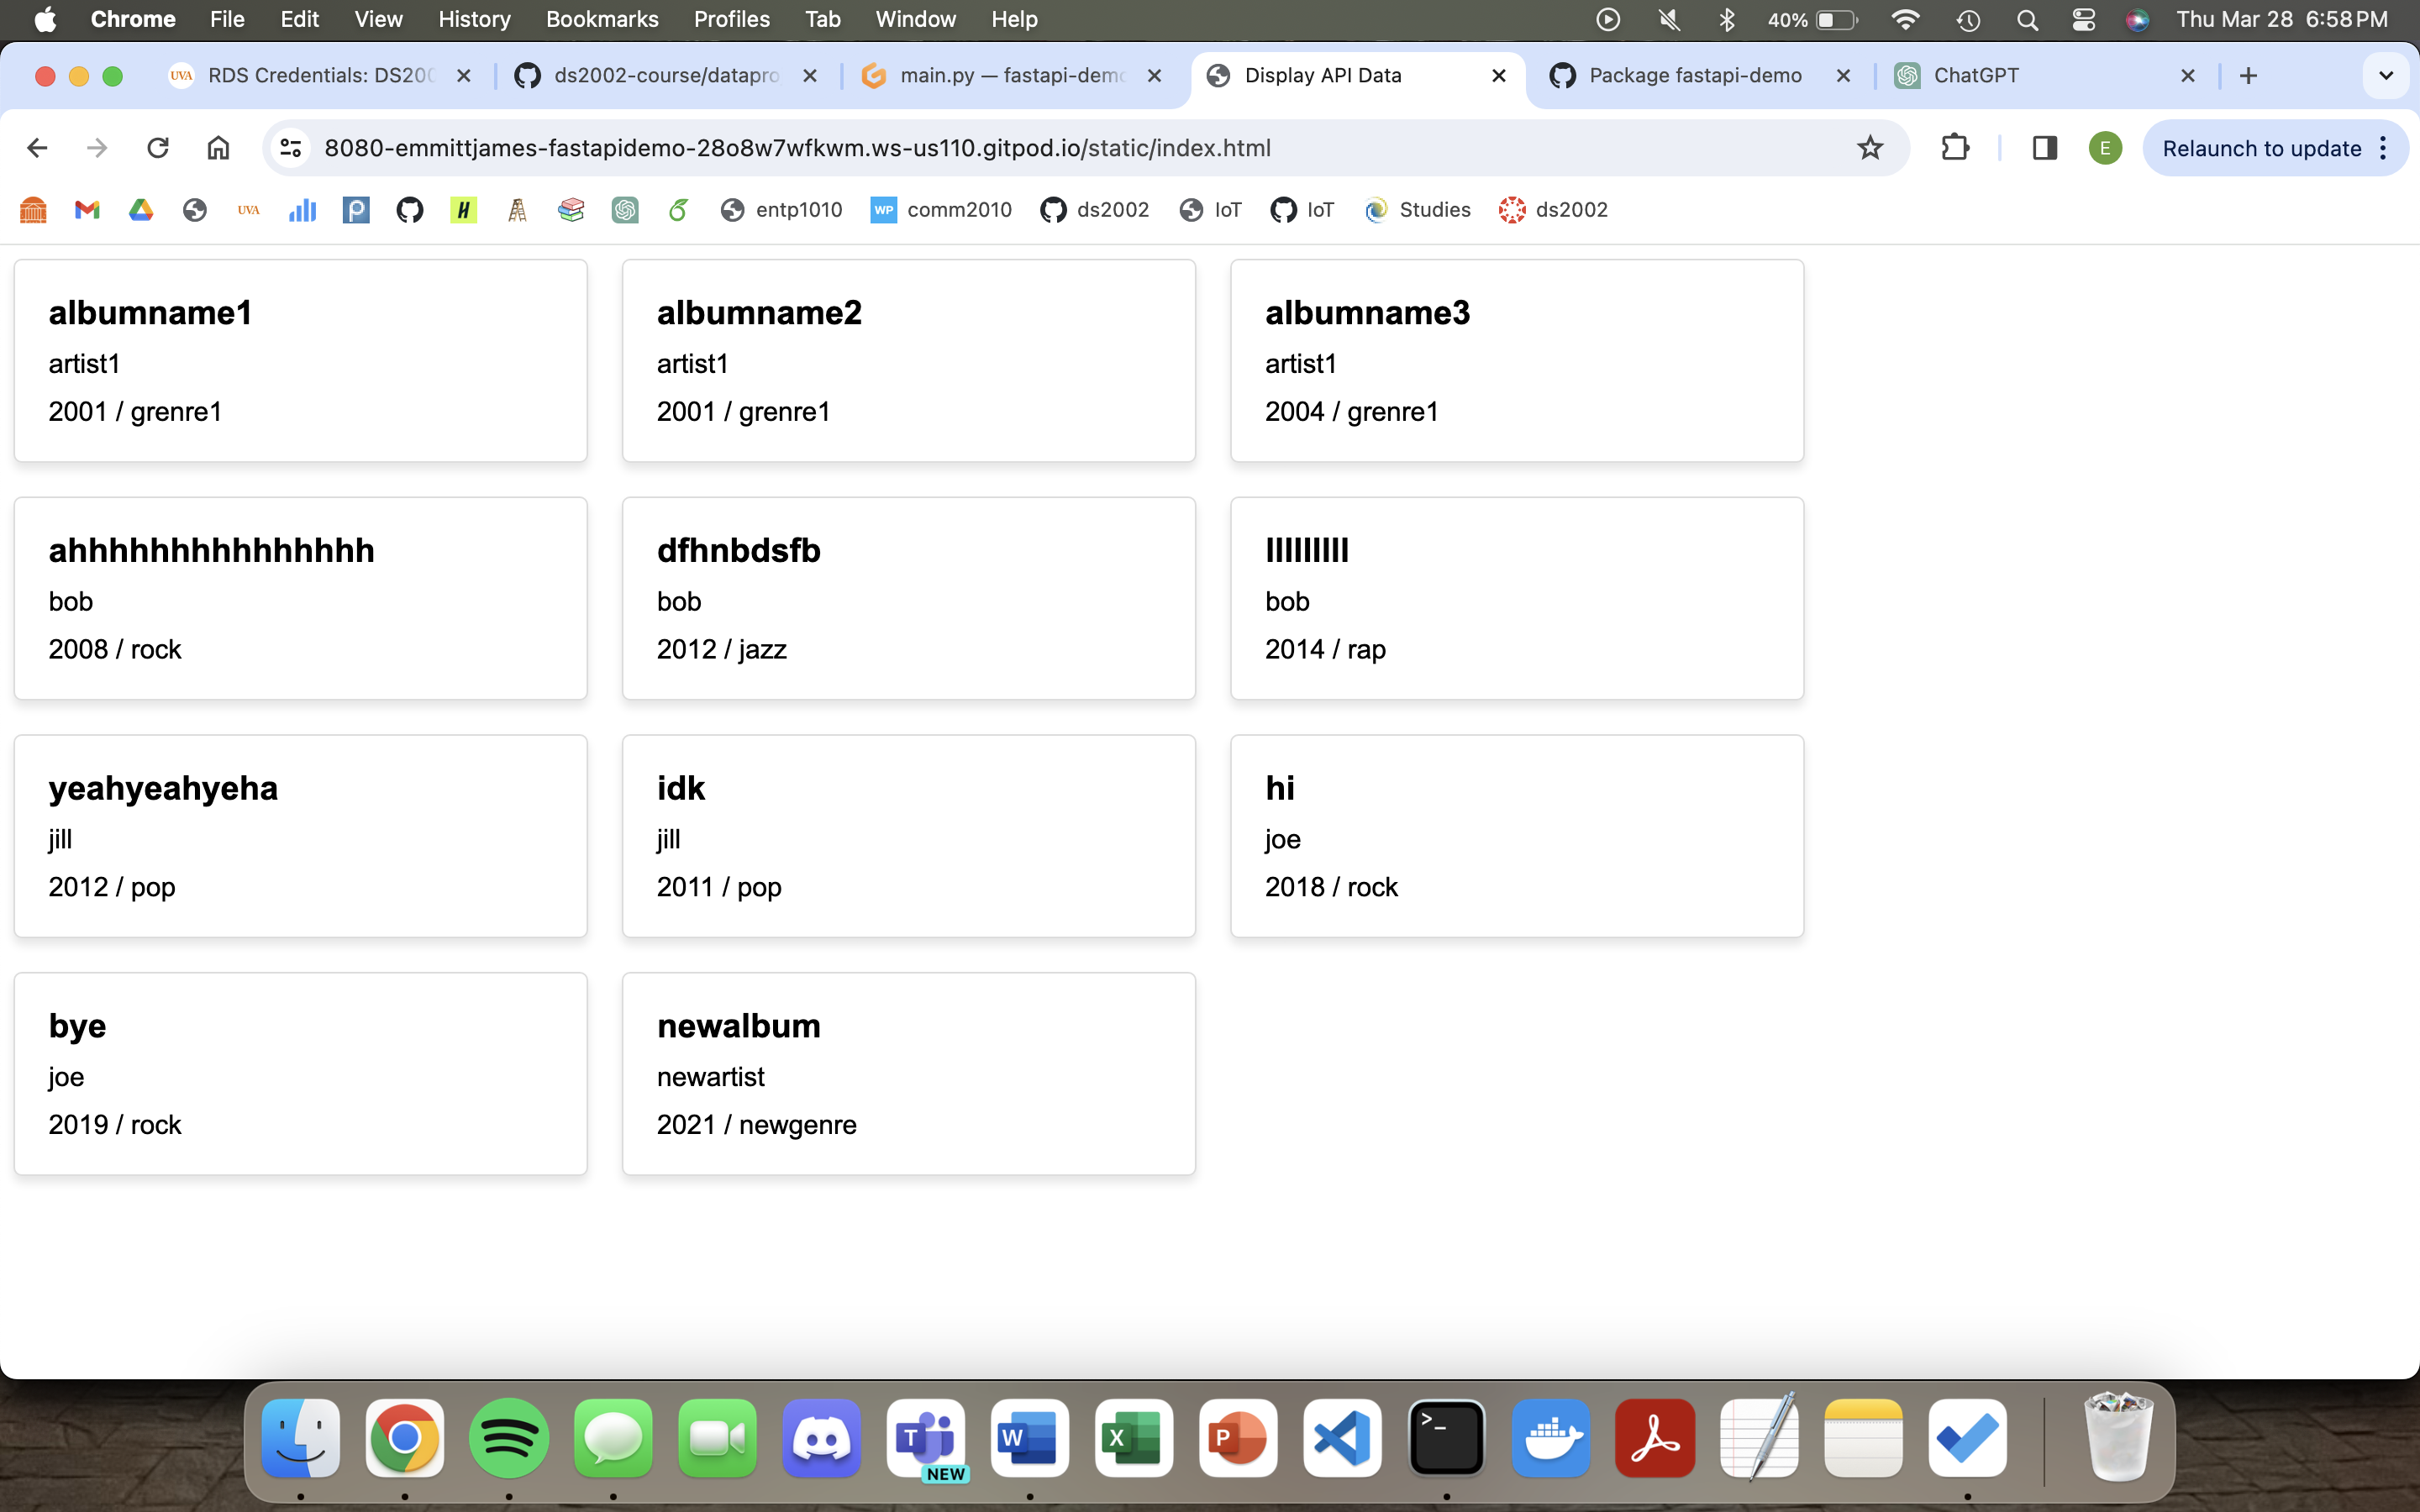 Chrome File Edit View History Bookmarks Profiles Tab Window Help 40% Thu Mar 28 6:58 PM
UVA RDS Credentials: DS200 ds2002-course/datapro main.py — fastapi-demo Display API Data Package fastapi-demo ChatGPT
8080-emmittjames-fastapidemo-28o8w7wfkwm.ws-us110.gitpod.io/static/index.html E Relaunch to update
UVA P H entp1010 WP comm2010 ds2002 IoT IoT Studies ds2002
albumname1
artist1
2001 / grenre1
albumname2
artist1
2001 / grenre1
albumname3
artist1
2004 / grenre1
ahhhhhhhhhhhhhhh
bob
2008 / rock
dfhnbdsfb
bob
2012 / jazz
lllllllll
bob
2014 / rap
yeahyeahyeha
jill
2012 / pop
idk
jill
2011 / pop
hi
joe
2018 / rock
bye
joe
2019 / rock
newalbum
newartist
2021 / newgenre
T W X P >_
NEW